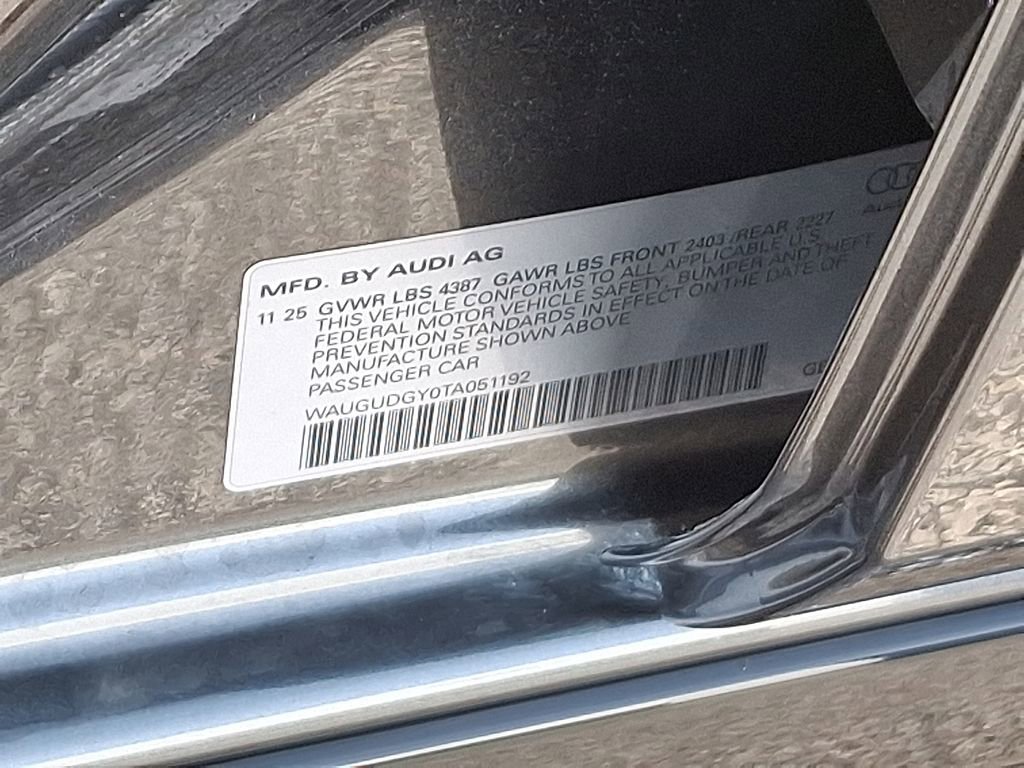 MFD. BY AUDI AG
11 25 GVWR LBS 4387 GAWR LBS FRONT 2403 /REAR 2227
THIS VEHICLE CONFORMS TO ALL APPLICABLE U.S.
FEDERAL MOTOR VEHICLE SAFETY, BUMPER AND THEFT
PREVENTION STANDARDS IN EFFECT ON THE DATE OF
MANUFACTURE SHOWN ABOVE
PASSENGER CAR
WAUGUDGY0TA051192